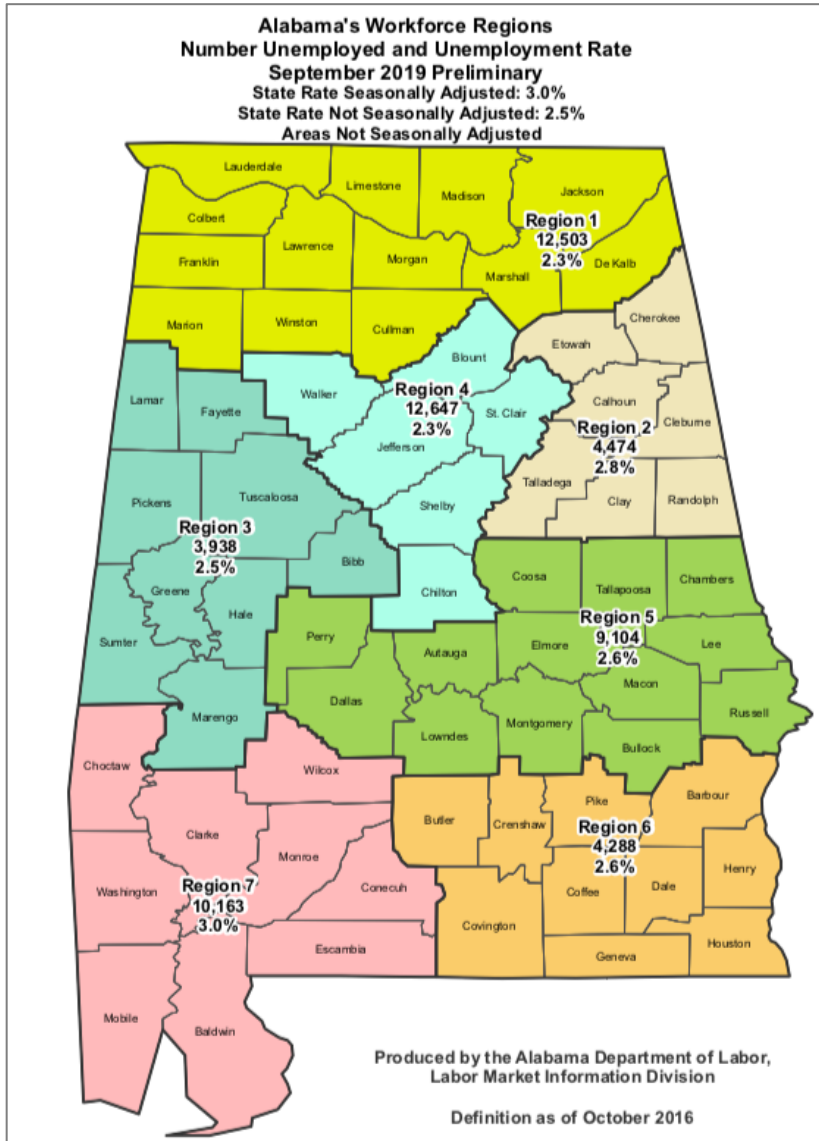 Alabama's Workforce Regions
Number Unemployed and Unemployment Rate
September 2019 Preliminary
State Rate Seasonally Adjusted: 3.0%
State Rate Not Seasonally Adjusted: 2.5%
Areas Not Seasonally Adjusted
Lauderdale
Limestone
Madison
Jackson
Colbert
Lawrence
Franklin
Morgan
Marshall
De Kalb
Region 1
12,503
2.3%
Marion
Winston
Cullman
Cherokee
Etowah
Blount
Walker
St. Clair
Jefferson
Region 4
12,647
2.3%
Lamar
Fayette
Calhoun
Cleburne
Region 2
4,474
2.8%
Talladega
Clay
Randolph
Pickens
Tuscaloosa
Shelby
Region 3
3,938
2.5%
Bibb
Greene
Hale
Chilton
Sumter
Marengo
Coosa
Tallapoosa
Chambers
Region 5
9,104
2.6%
Perry
Autauga
Elmore
Lee
Macon
Dallas
Lowndes
Montgomery
Russell
Bullock
Choctaw
Wilcox
Clarke
Butler
Crenshaw
Pike
Barbour
Region 6
4,288
2.6%
Monroe
Conecuh
Washington
Region 7
10,163
3.0%
Coffee
Dale
Henry
Covington
Escambia
Geneva
Houston
Mobile
Baldwin
Produced by the Alabama Department of Labor,
Labor Market Information Division
Definition as of October 2016